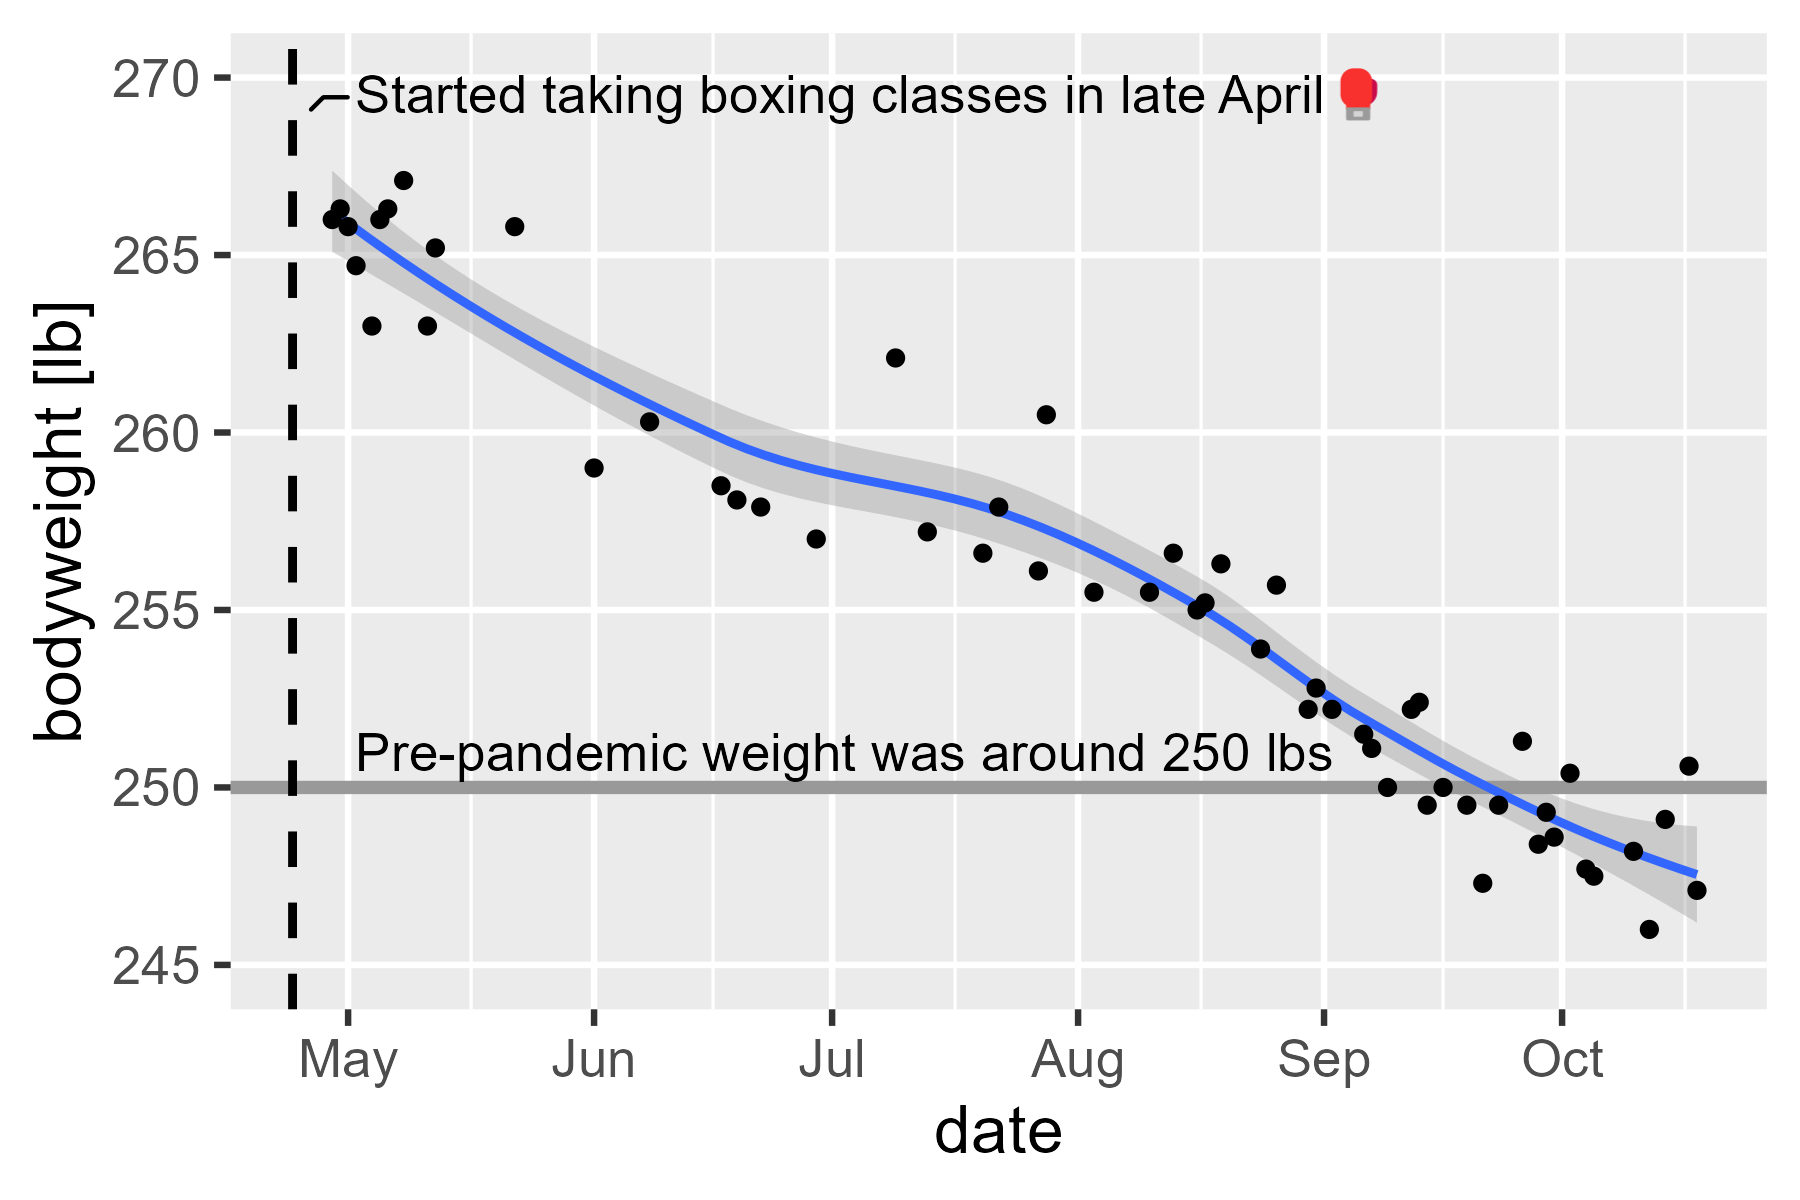 Started taking boxing classes in late April 🥊
Pre-pandemic weight was around 250 lbs
bodyweight [lb]
270
265
260
255
250
245
May Jun Jul Aug Sep Oct
date